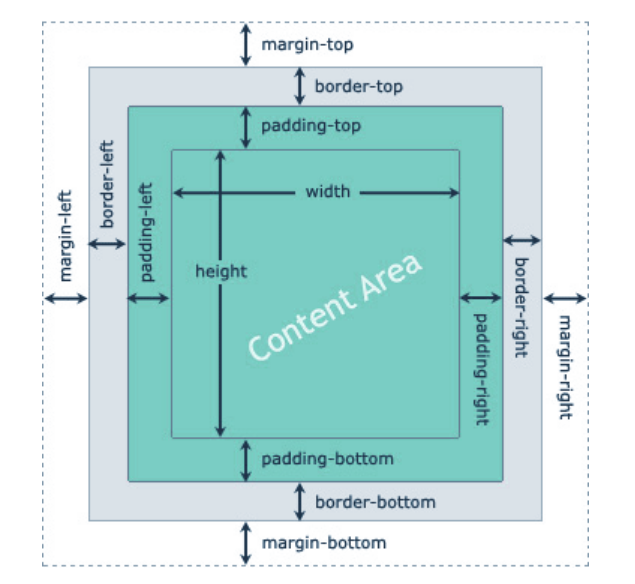 margin-top
border-top
padding-top
width
border-left
padding-left
margin-left
height
Content Area
border-right
padding-right
margin-right
padding-bottom
border-bottom
margin-bottom